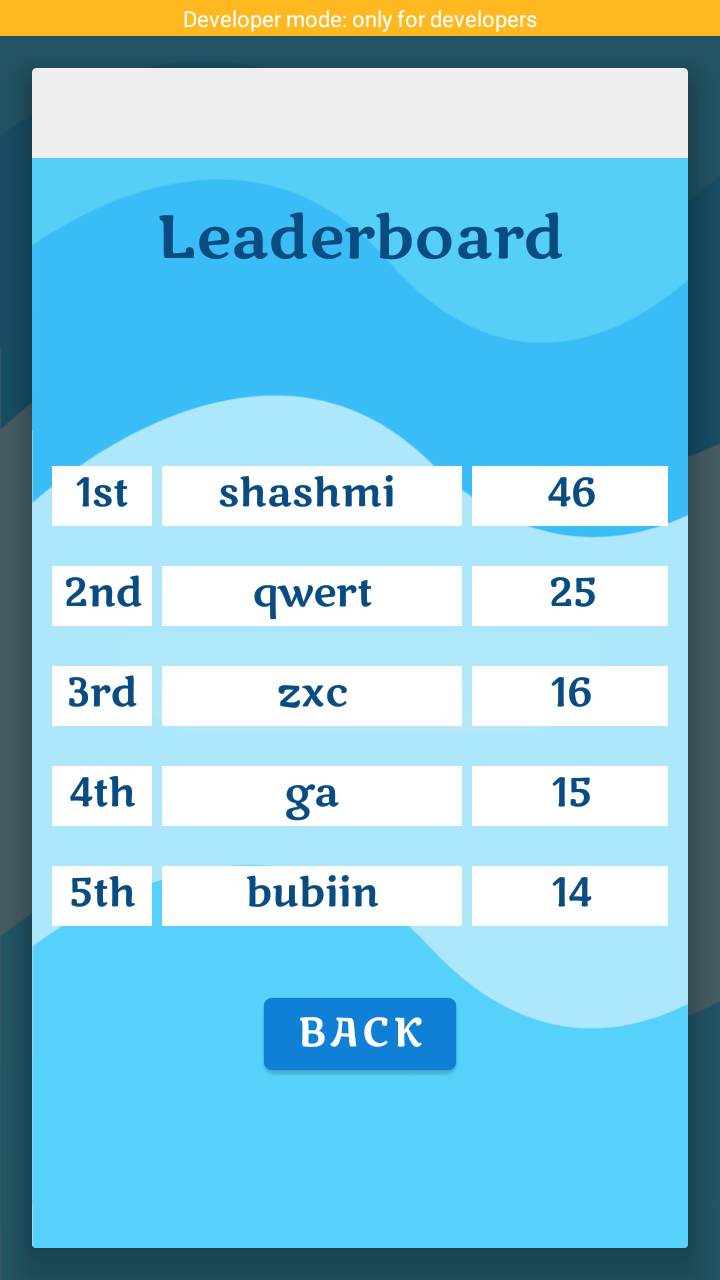 Developer mode: only for developers
Leaderboard
1st shashmi 46
2nd qwert 25
3rd zxc 16
4th ga 15
5th bubiin 14
BACK